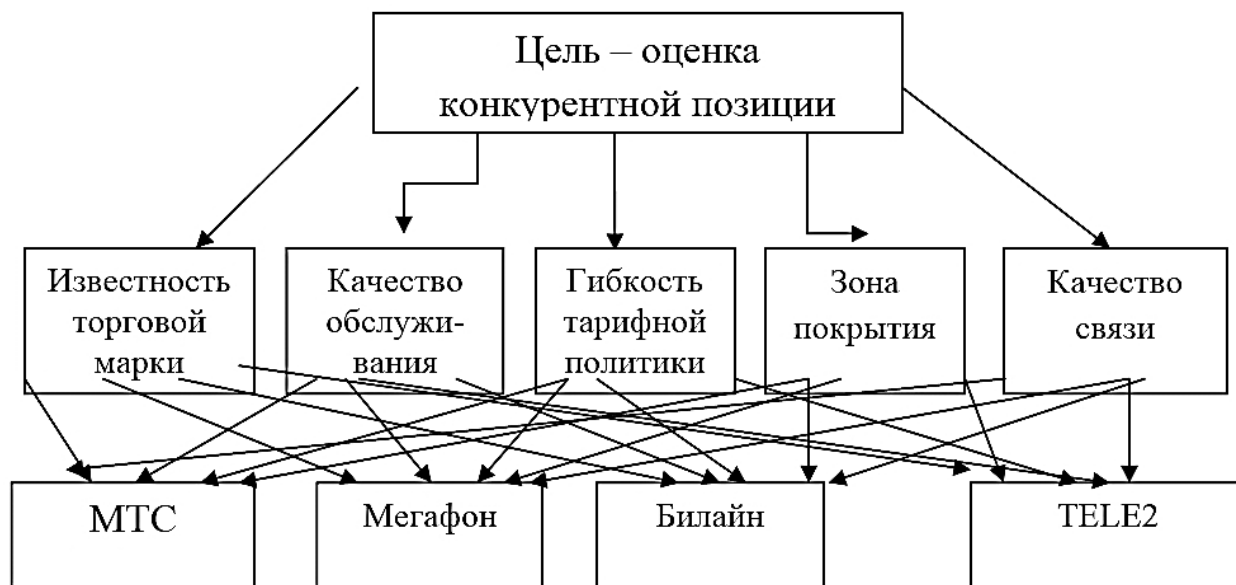 Цель – оценка
конкурентной позиции
Известность
торговой
марки
Качество
обслужи-
вания
Гибкость
тарифной
политики
Зона
покрытия
Качество
связи
МТС
Мегафон
Билайн
TELE2